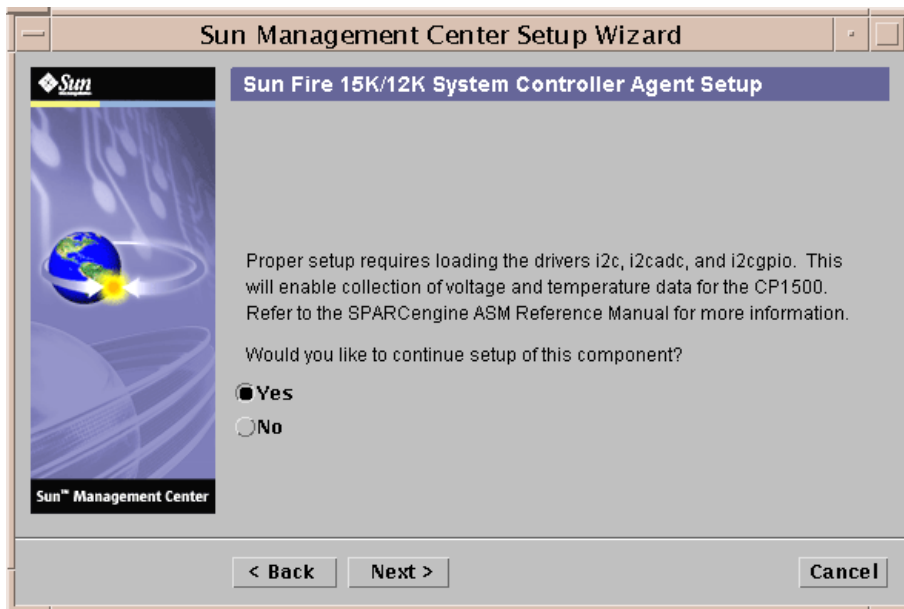 Sun Management Center Setup Wizard
Sun
Sun Fire 15K/12K System Controller Agent Setup
Proper setup requires loading the drivers i2c, i2cadc, and i2cgpio. This
will enable collection of voltage and temperature data for the CP1500.
Refer to the SPARCengine ASM Reference Manual for more information.
Would you like to continue setup of this component?
Yes
No
Sun™ Management Center
< Back
Next >
Cancel